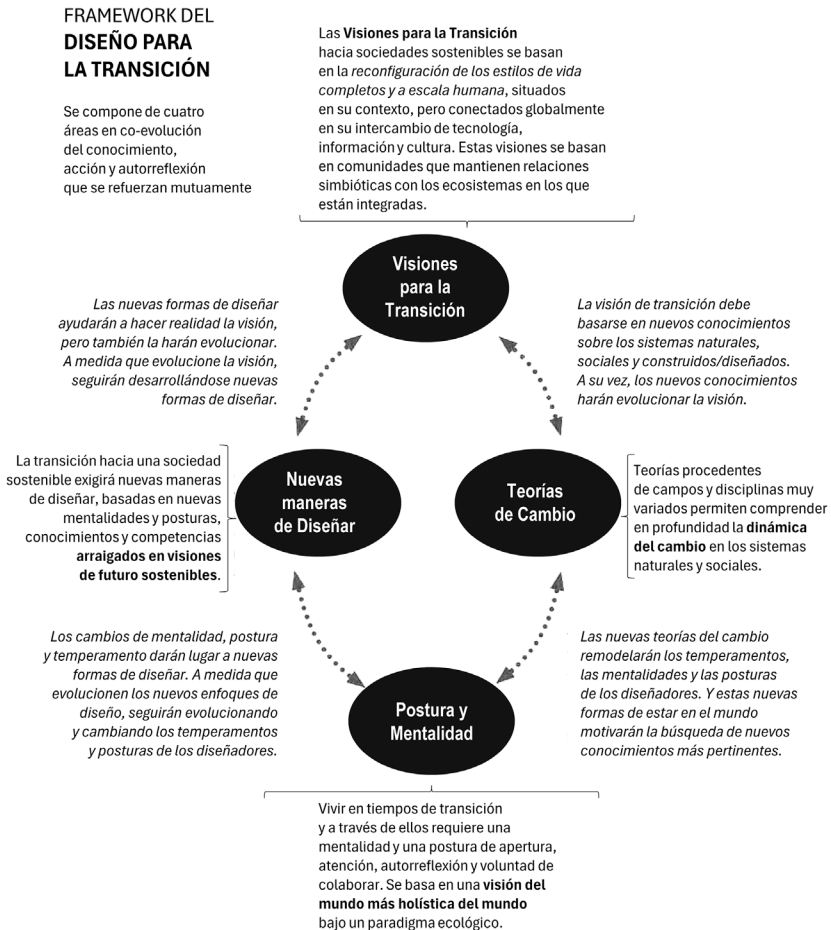 FRAMEWORK DEL
DISEÑO PARA
LA TRANSICIÓN
Se compone de cuatro
áreas en co-evolución
del conocimiento,
acción y autorreflexión
que se refuerzan mutuamente
Las Visiones para la Transición
hacia sociedades sostenibles se basan
en la reconfiguración de los estilos de vida
completos y a escala humana, situados
en su contexto, pero conectados globalmente
en su intercambio de tecnología,
información y cultura. Estas visiones se basan
en comunidades que mantienen relaciones
simbióticas con los ecosistemas en los que
están integradas.
Visiones
para la
Transición
Las nuevas formas de diseñar
ayudarán a hacer realidad la visión,
pero también la harán evolucionar.
A medida que evolucione la visión,
seguirán desarrollándose nuevas
formas de diseñar.
La visión de transición debe
basarse en nuevos conocimientos
sobre los sistemas naturales,
sociales y construidos/diseñados.
A su vez, los nuevos conocimientos
harán evolucionar la visión.
La transición hacia una sociedad
sostenible exigirá nuevas maneras
de diseñar, basadas en nuevas
mentalidades y posturas,
conocimientos y competencias
arraigados en visiones
de futuro sostenibles.
Nuevas
maneras
de Diseñar
Teorías
de Cambio
Teorías procedentes
de campos y disciplinas muy
variados permiten comprender
en profundidad la dinámica
del cambio en los sistemas
naturales y sociales.
Los cambios de mentalidad, postura
y temperamento darán lugar a nuevas
formas de diseñar. A medida que
evolucionen los nuevos enfoques de
diseño, seguirán evolucionando
y cambiando los temperamentos
y posturas de los diseñadores.
Postura y
Mentalidad
Las nuevas teorías del cambio
remodelarán los temperamentos,
las mentalidades y las posturas
de los diseñadores. Y estas nuevas
formas de estar en el mundo
motivarán la búsqueda de nuevos
conocimientos más pertinentes.
Vivir en tiempos de transición
y a través de ellos requiere una
mentalidad y una postura de apertura,
atención, autorreflexión y voluntad de
colaborar. Se basa en una visión del
mundo más holística del mundo
bajo un paradigma ecológico.